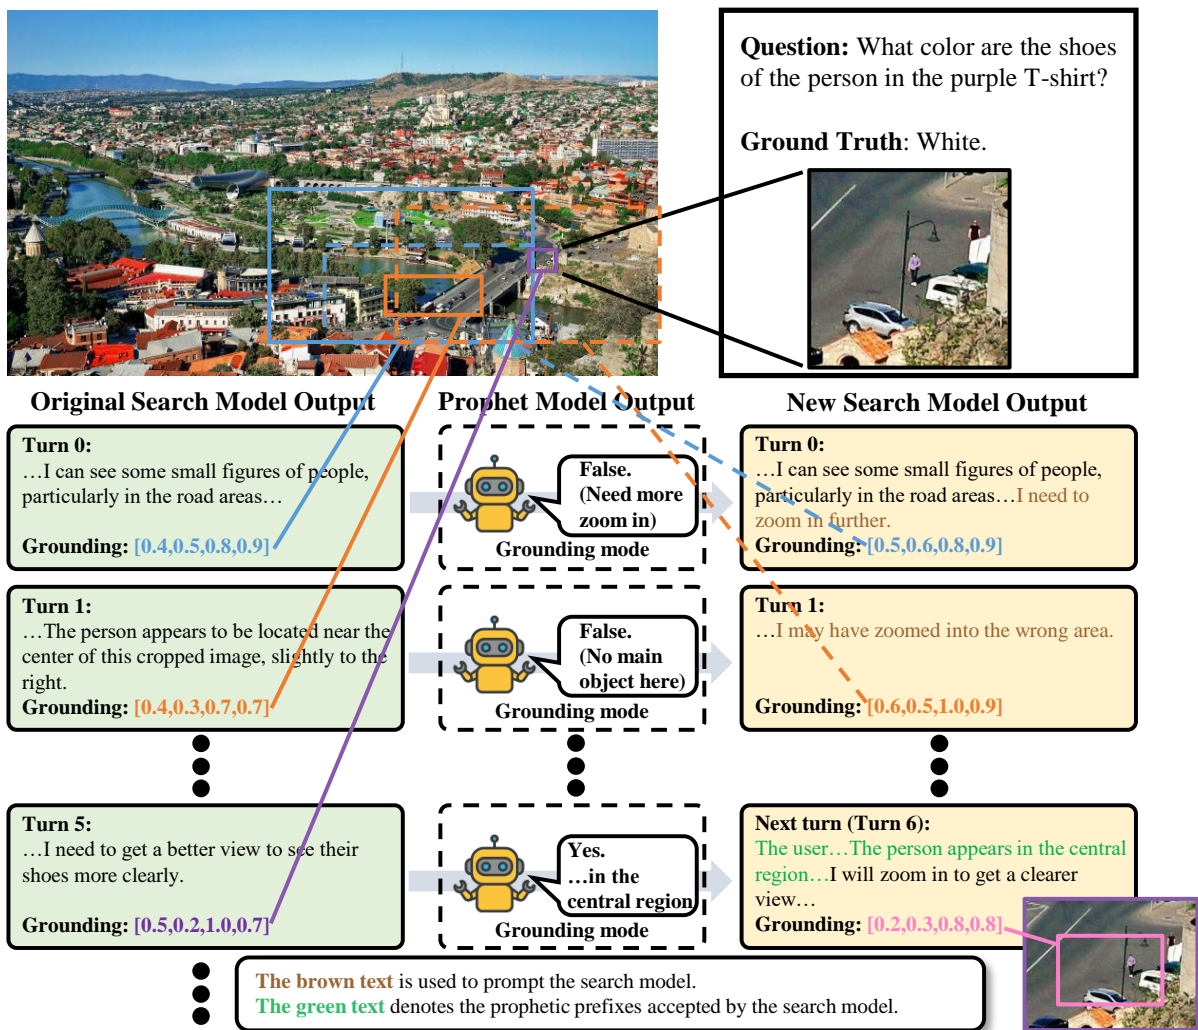 Question: What color are the shoes
of the person in the purple T-shirt?
Ground Truth: White.
Original Search Model Output
Prophet Model Output
New Search Model Output
Turn 0:
…I can see some small figures of people,
particularly in the road areas…
Grounding: [0.4,0.5,0.8,0.9]
False.
(Need more
zoom in)
Grounding mode
Turn 0:
…I can see some small figures of people,
particularly in the road areas…I need to
zoom in further.
Grounding: [0.5,0.6,0.8,0.9]
Turn 1:
…The person appears to be located near the
center of this cropped image, slightly to the
right.
Grounding: [0.4,0.3,0.7,0.7]
False.
(No main
object here)
Grounding mode
Turn 1:
…I may have zoomed into the wrong area.
Grounding: [0.6,0.5,1.0,0.9]
Turn 5:
…I need to get a better view to see their
shoes more clearly.
Grounding: [0.5,0.2,1.0,0.7]
Yes.
…in the
central region
Grounding mode
Next turn (Turn 6):
The user…The person appears in the central
region…I will zoom in to get a clearer
view…
Grounding: [0.2,0.3,0.8,0.8]
The brown text is used to prompt the search model.
The green text denotes the prophetic prefixes accepted by the search model.